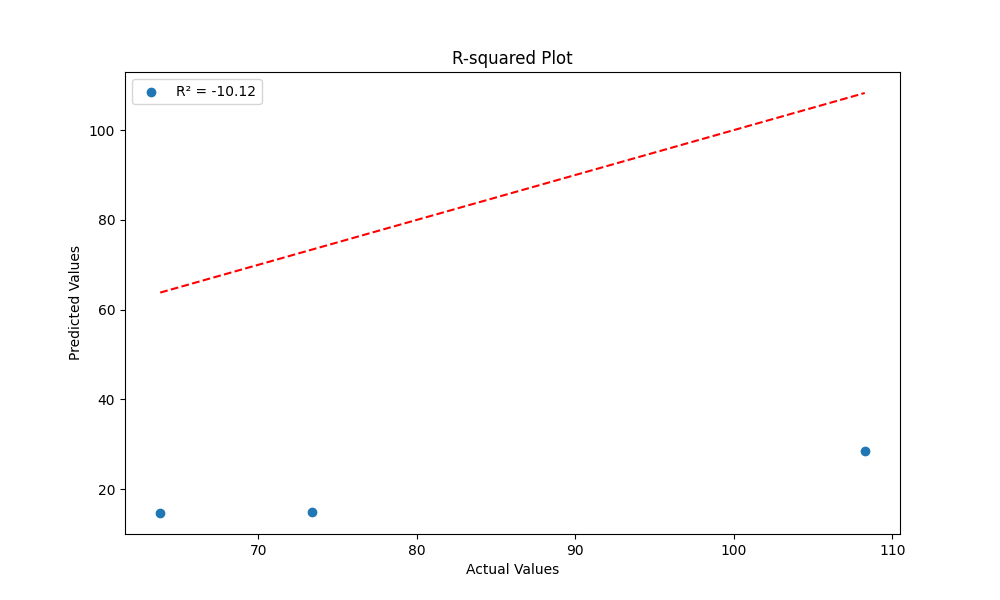 R-squared Plot
R² = -10.12
100
80
60
40
20
Predicted Values
70
80
90
100
110
Actual Values